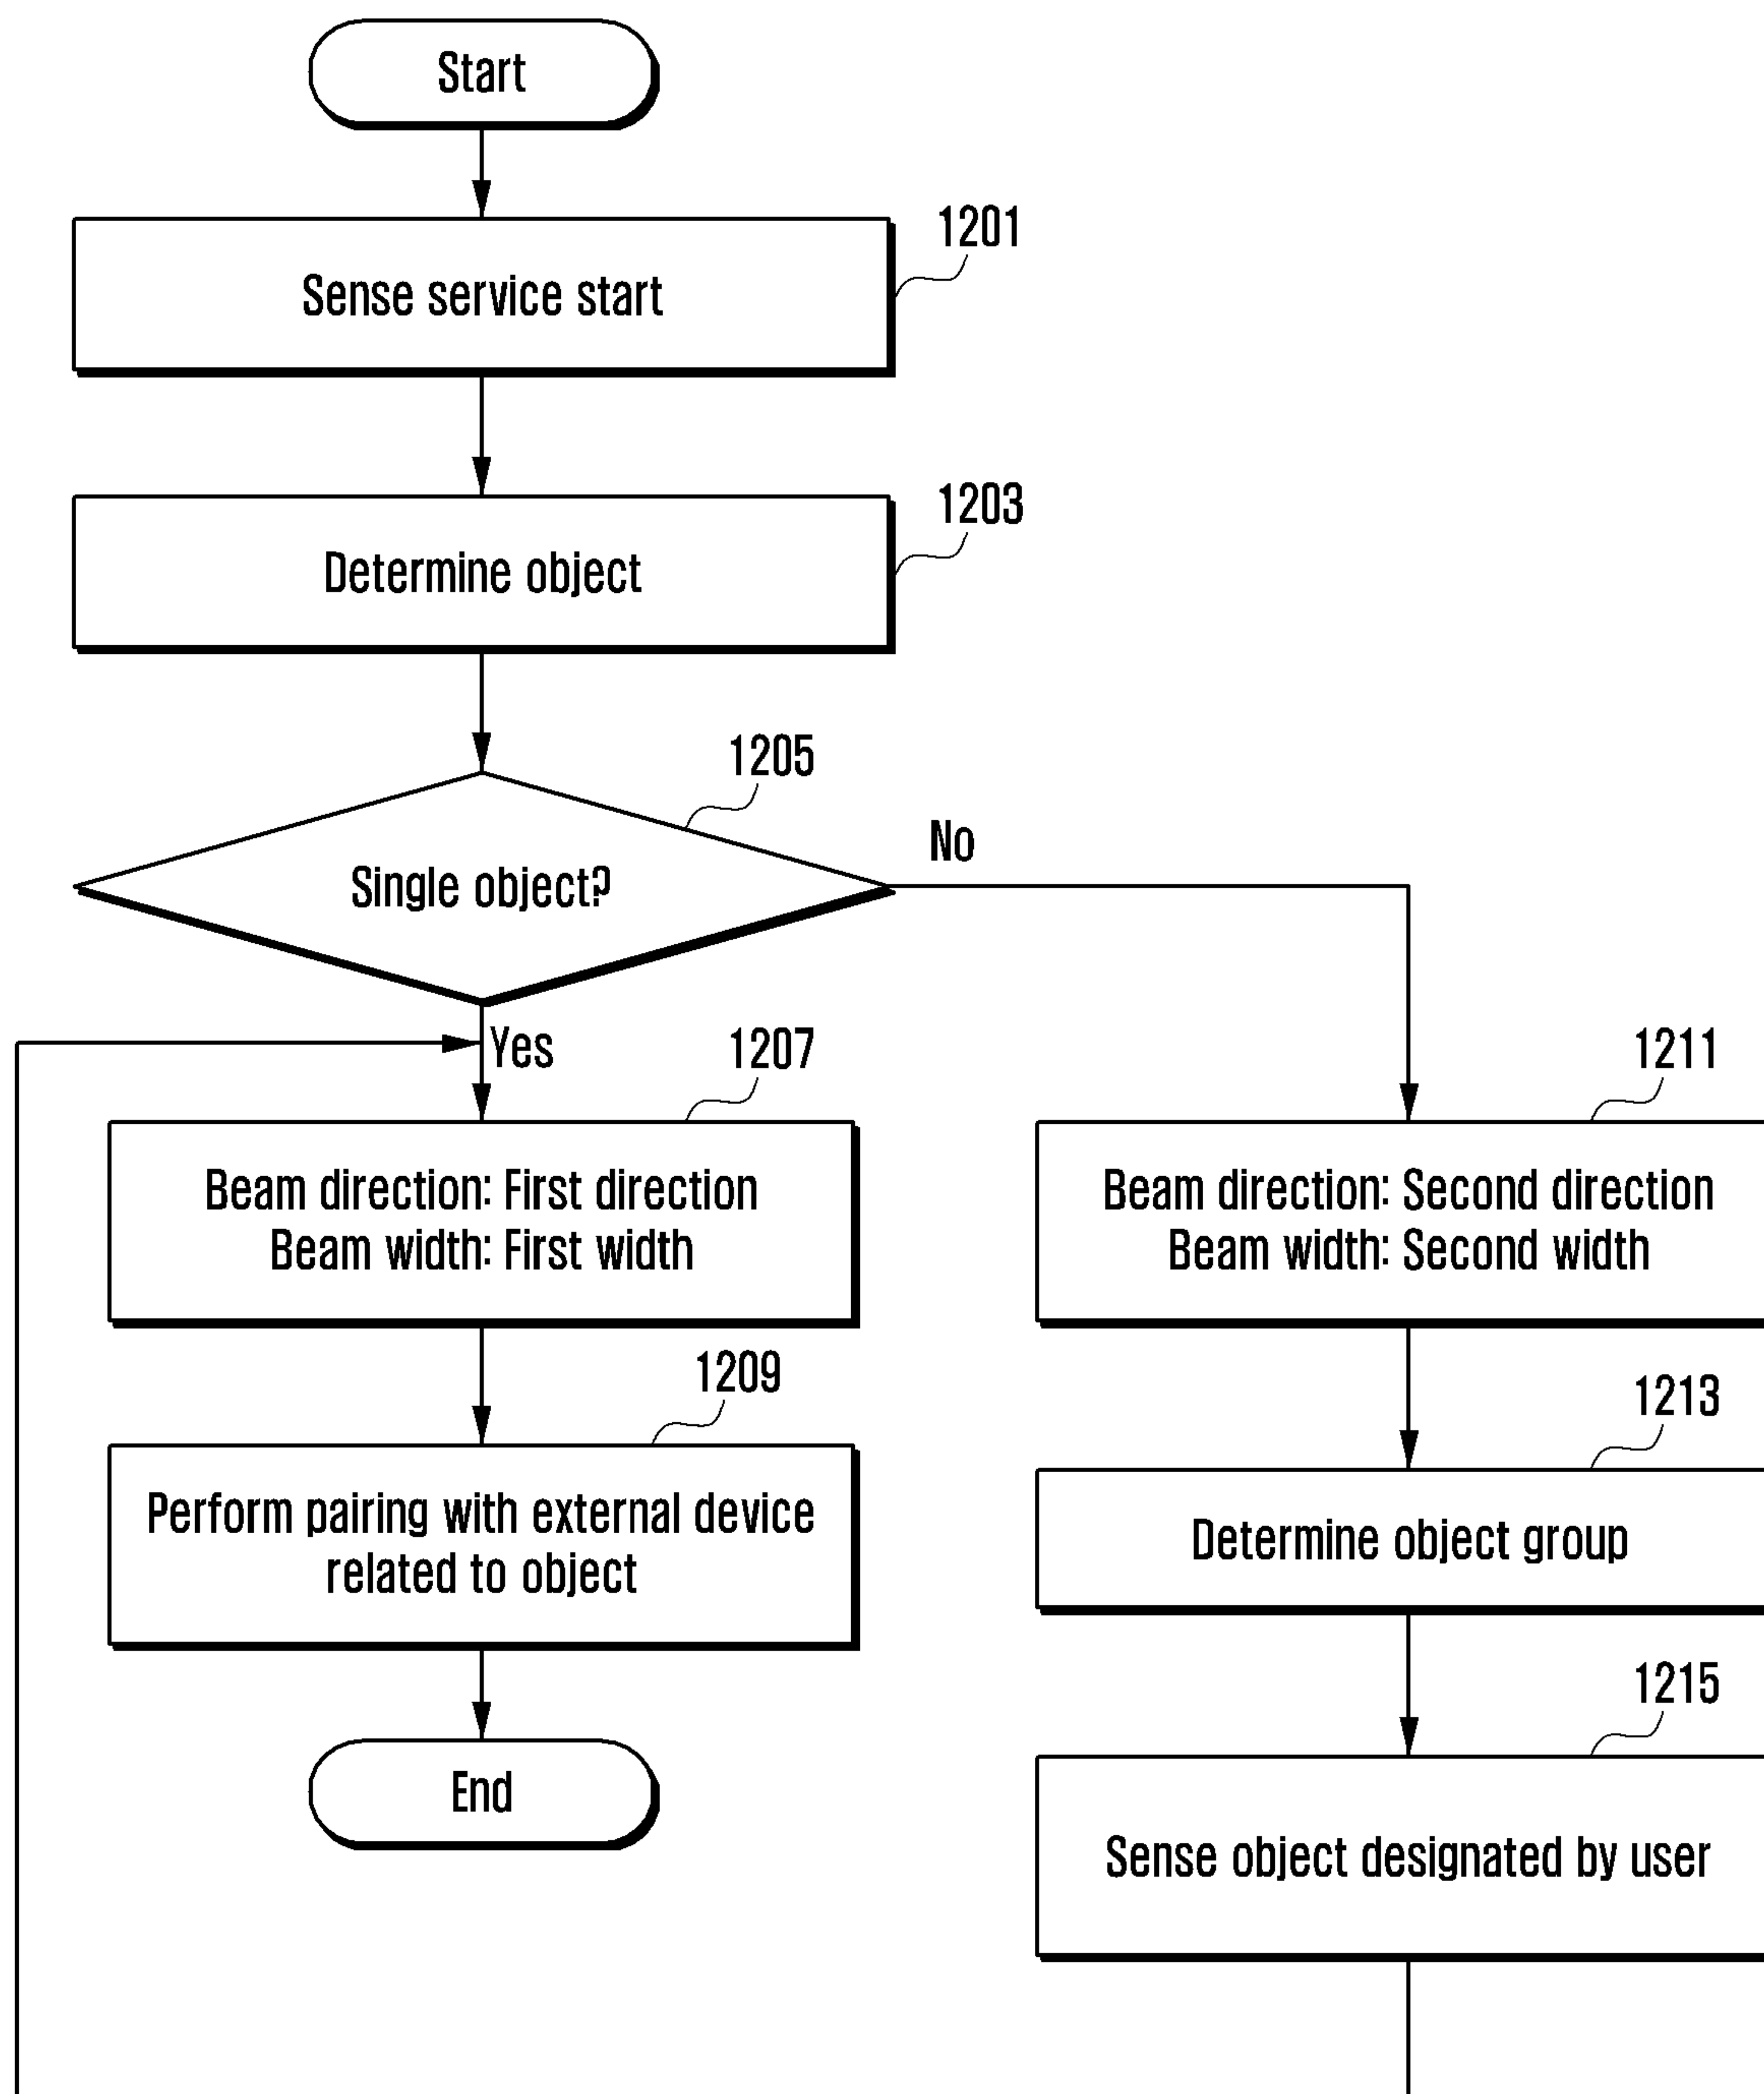 Start
1201
Sense service start
1203
Determine object
1205
Single object?
No
Yes
1207
Beam direction: First direction
Beam width: First width
1209
Perform pairing with external device
related to object
End
1211
Beam direction: Second direction
Beam width: Second width
1213
Determine object group
1215
Sense object designated by user